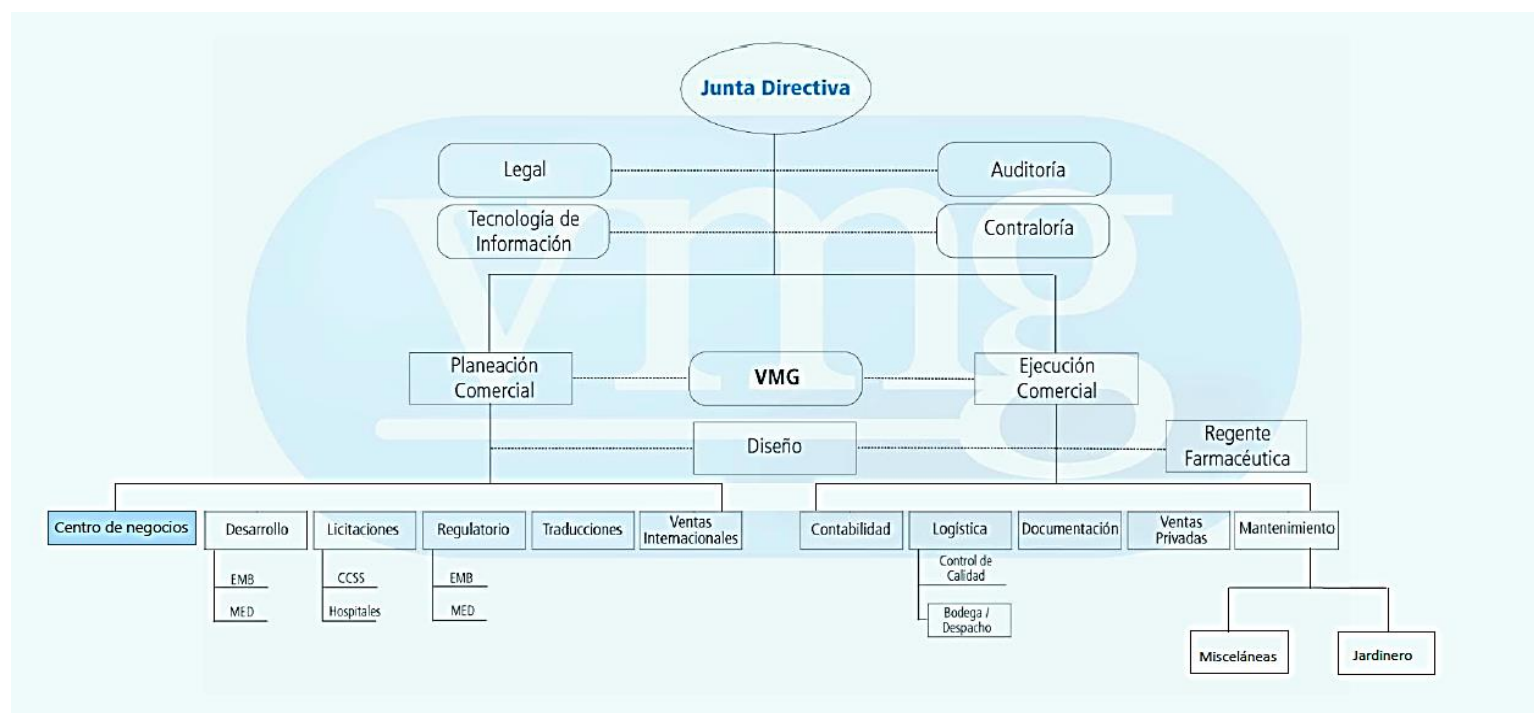 Junta Directiva
Legal
Auditoría
Tecnología de
Información
Contraloría
vmg
Planeación
Comercial
VMG
Ejecución
Comercial
Diseño
Regente
Farmacéutica
Centro de negocios
Desarrollo
Licitaciones
Regulatorio
Traducciones
Ventas
Internacionales
Contabilidad
Logística
Documentación
Ventas
Privadas
Mantenimiento
EMB
MED
CCSS
Hospitales
EMB
MED
Control de
Calidad
Bodega /
Despacho
Misceláneas
Jardinero